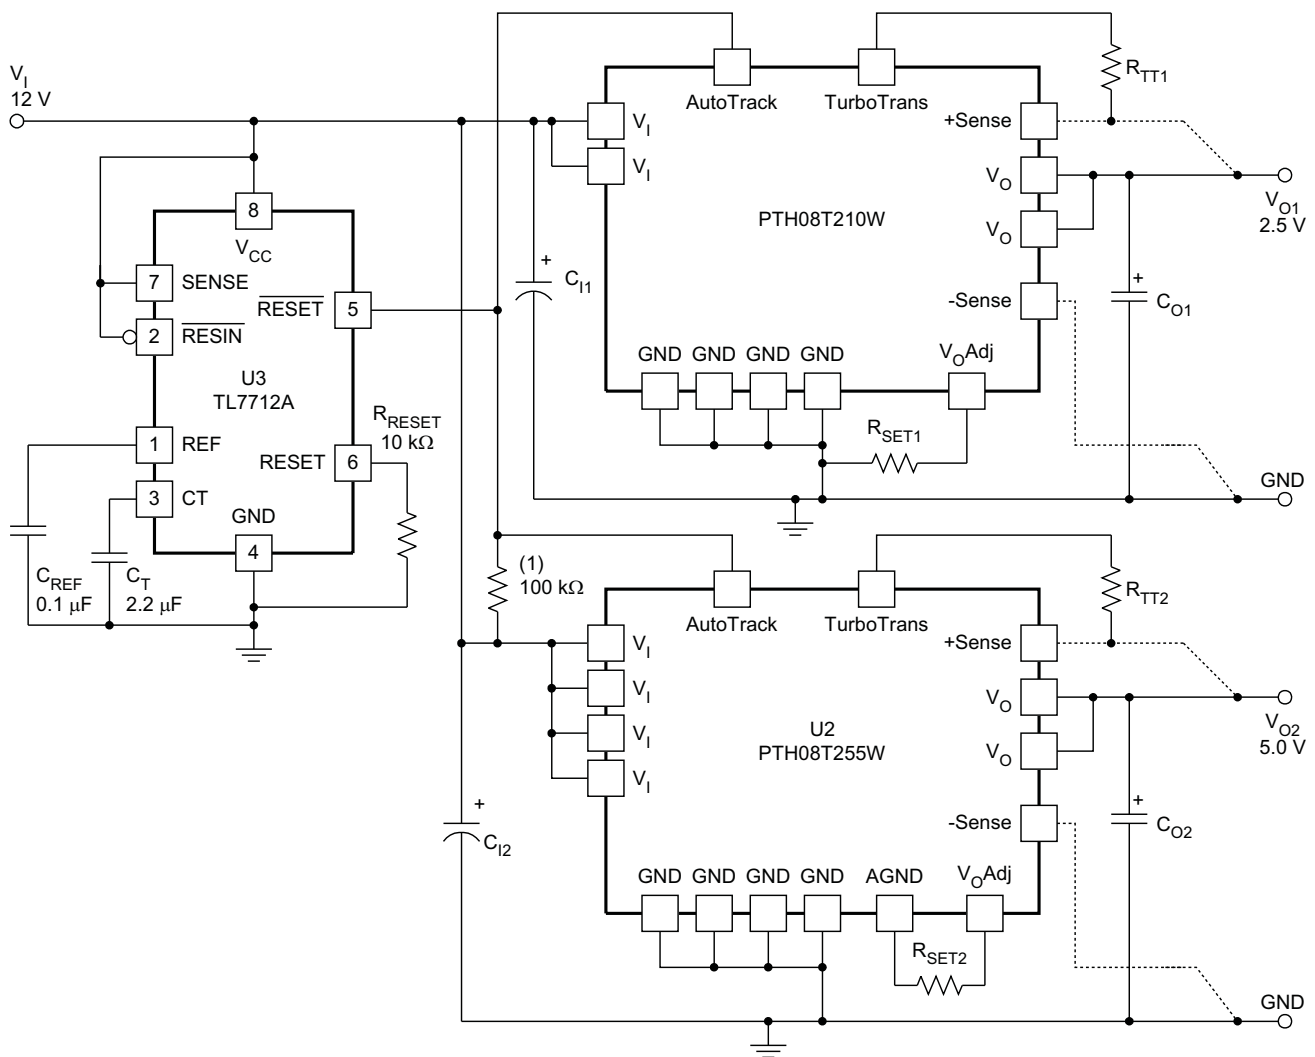 V_I
12 V
8
V_CC
7 SENSE
2 RESIN
RESET 5
U3
TL7712A
R_RESET
10 kΩ
1 REF
RESET 6
3 CT
GND
4
C_REF
0.1 μF
C_T
2.2 μF
(1)
100 kΩ
AutoTrack
TurboTrans
R_TT1
V_I
V_I
+Sense
V_O
V_O
-Sense
PTH08T210W
V_O1
2.5 V
+
C_I1
+
C_O1
GND
GND
GND
GND
V_OAdj
R_SET1
GND
AutoTrack
TurboTrans
R_TT2
V_I
V_I
V_I
V_I
+Sense
V_O
V_O
-Sense
U2
PTH08T255W
V_O2
5.0 V
+
C_I2
+
C_O2
GND
GND
GND
GND
AGND
V_OAdj
R_SET2
GND